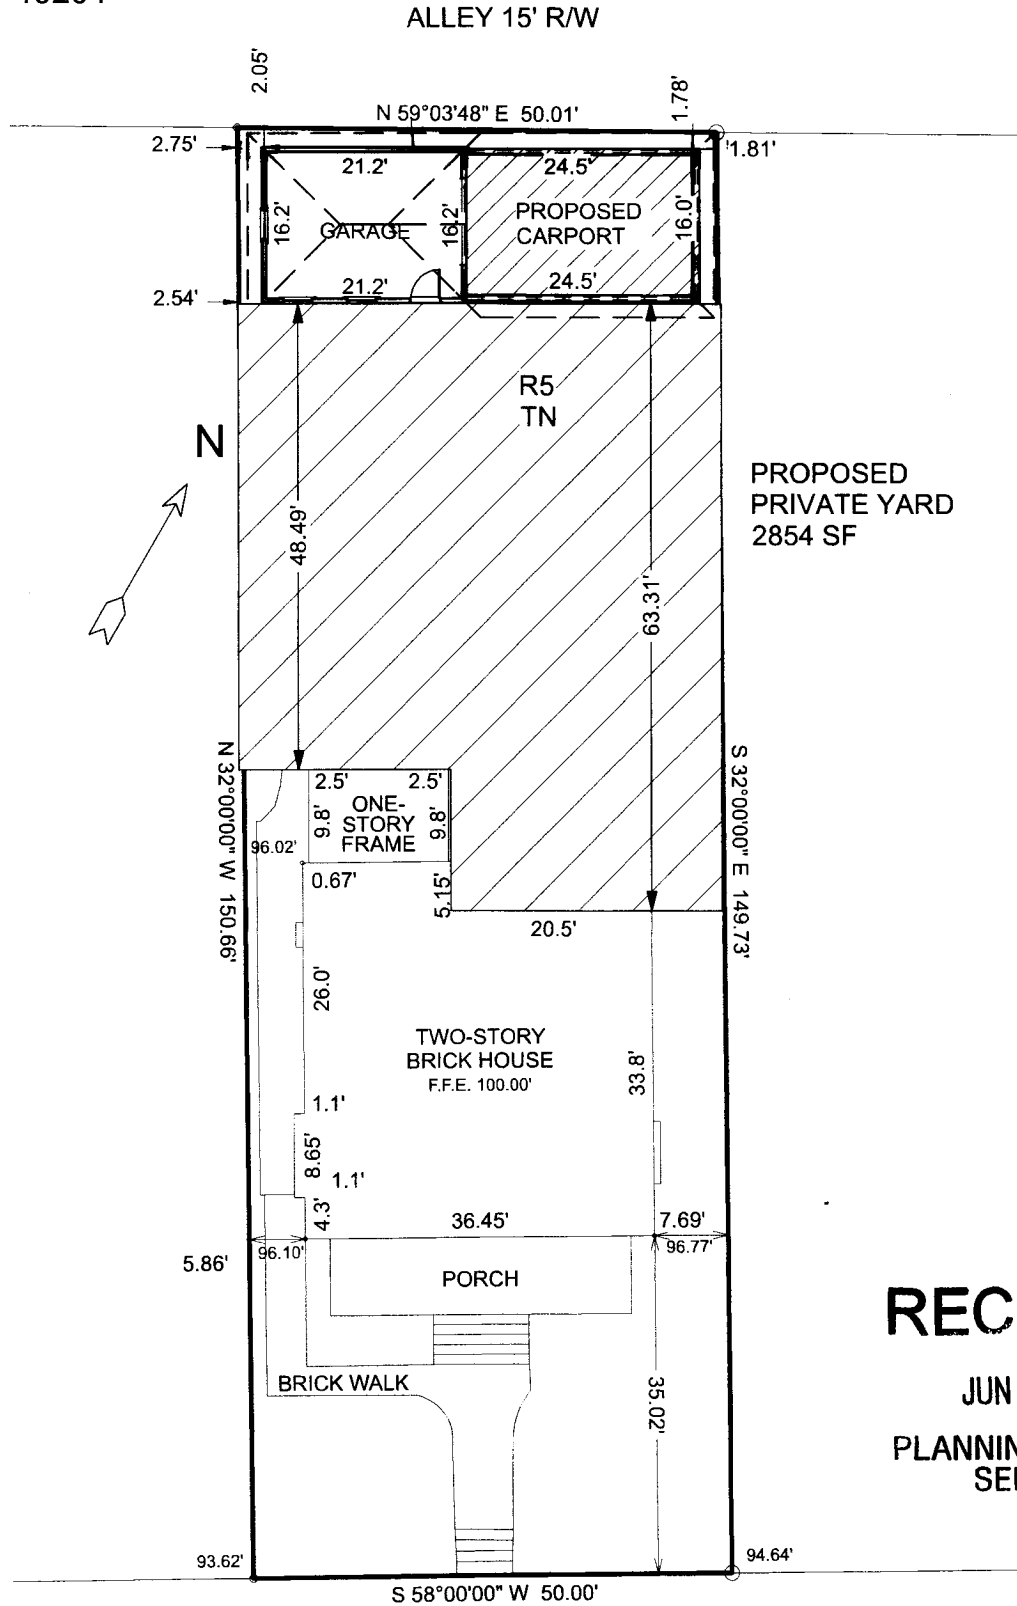 ALLEY 15' R/W
2.05'
1.78'
N 59°03'48" E 50.01'
2.75'
1.81'
21.2'
24.5'
16.2'
GARAGE
16.2'
PROPOSED
CARPORT
16.0'
21.2'
24.5'
2.54'
R5
TN
N
PROPOSED
PRIVATE YARD
2854 SF
48.49'
63.31'
N 32°00'00" W 150.66'
S 32°00'00" E 149.73'
2.5'
2.5'
9.8'
ONE-
STORY
FRAME
9.8'
96.02'
0.67'
5.15'
20.5'
26.0'
TWO-STORY
BRICK HOUSE
F.F.E. 100.00'
33.8'
1.1'
8.65'
1.1'
4.3'
36.45'
7.69'
5.86'
96.10'
96.77'
PORCH
REC
BRICK WALK
35.02'
JUN
PLANNIN
SE
93.62'
94.64'
S 58°00'00" W 50.00'